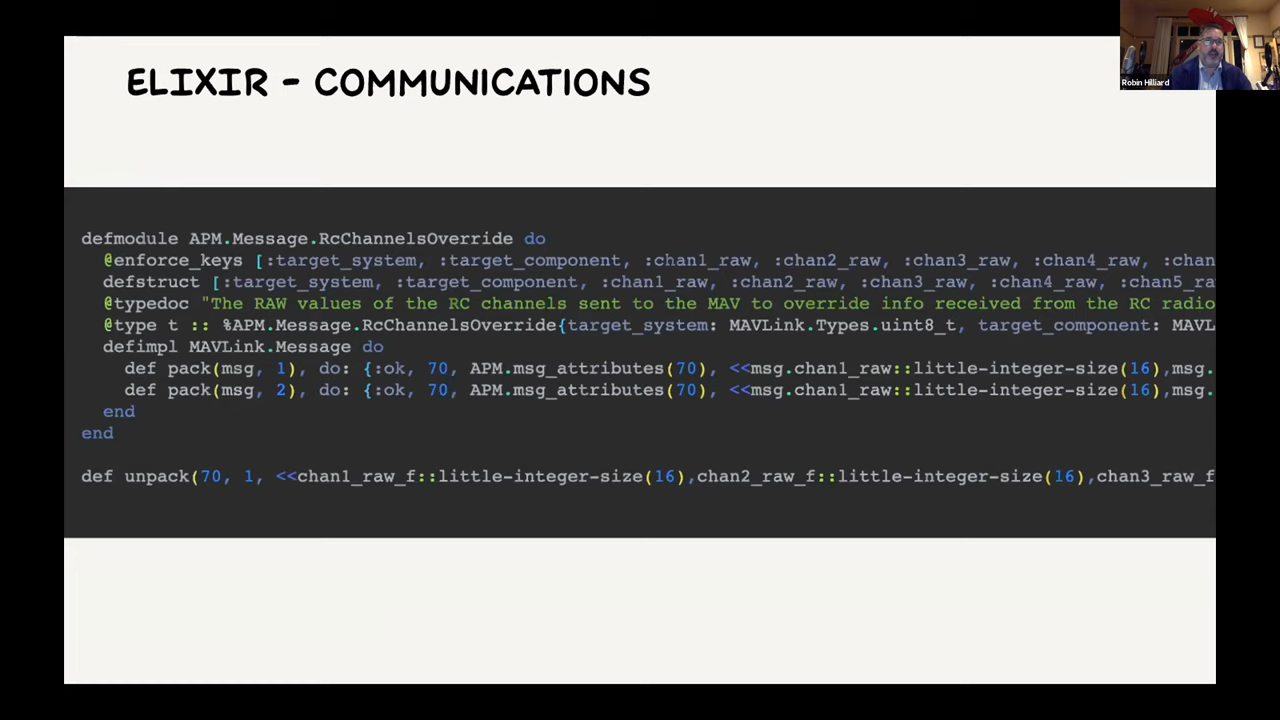 ELIXIR - COMMUNICATIONS
Robin Hilliard
defmodule APM.Message.RcChannelsOverride do
@enforce_keys [:target_system, :target_component, :chan1_raw, :chan2_raw, :chan3_raw, :chan4_raw, :chan
defstruct [:target_system, :target_component, :chan1_raw, :chan2_raw, :chan3_raw, :chan4_raw, :chan5_ra
@typedoc "The RAW values of the RC channels sent to the MAV to override info received from the RC radio
@type t :: %APM.Message.RcChannelsOverride{target_system: MAVLink.Types.uint8_t, target_component: MAVL
defimpl MAVLink.Message do
def pack(msg, 1), do: {:ok, 70, APM.msg_attributes(70), <<msg.chan1_raw::little-integer-size(16),msg.
def pack(msg, 2), do: {:ok, 70, APM.msg_attributes(70), <<msg.chan1_raw::little-integer-size(16),msg.
end
end
def unpack(70, 1, <<chan1_raw_f::little-integer-size(16),chan2_raw_f::little-integer-size(16),chan3_raw_f